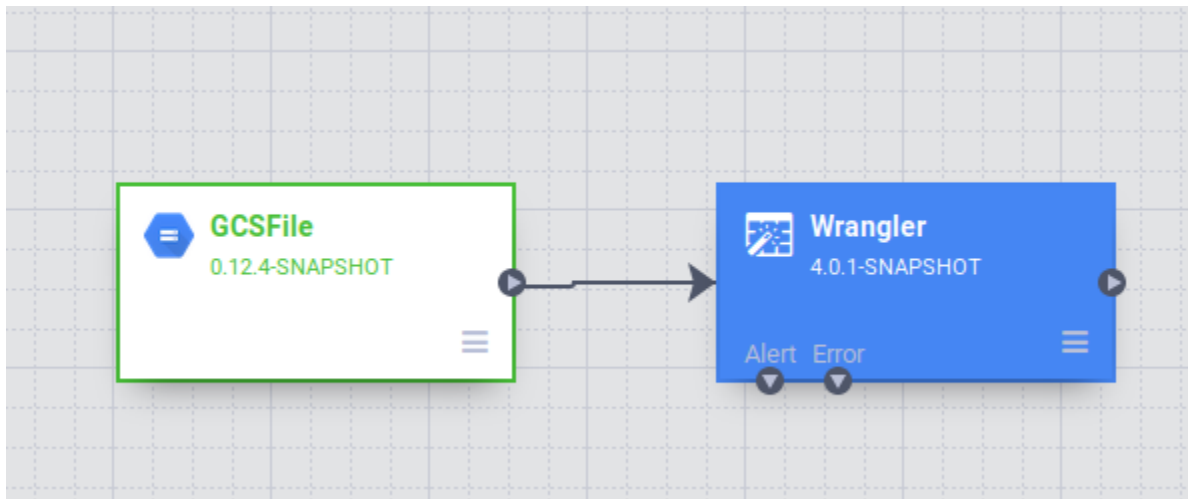 GCSFile
0.12.4-SNAPSHOT
Wrangler
4.0.1-SNAPSHOT
Alert Error